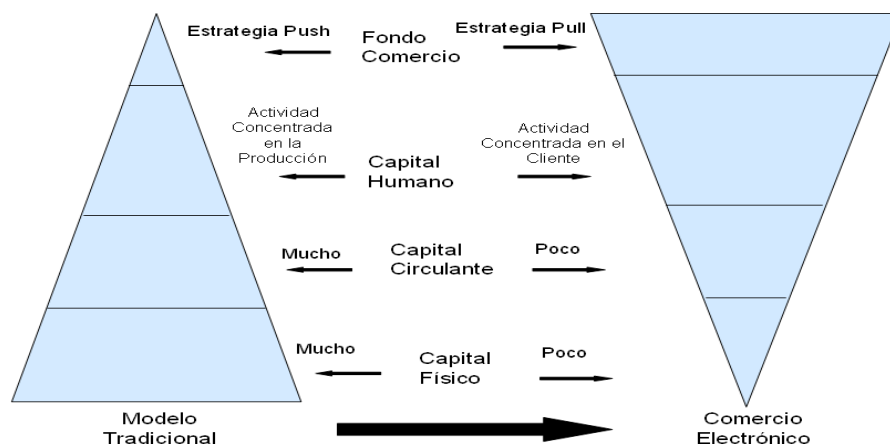 Estrategia Push
Fondo
Comercio
Estrategia Pull
Actividad
Concentrada
en la
Producción
Capital
Humano
Actividad
Concentrada en el
Cliente
Mucho
Capital
Circulante
Poco
Mucho
Capital
Físico
Poco
Modelo
Tradicional
Comercio
Electrónico